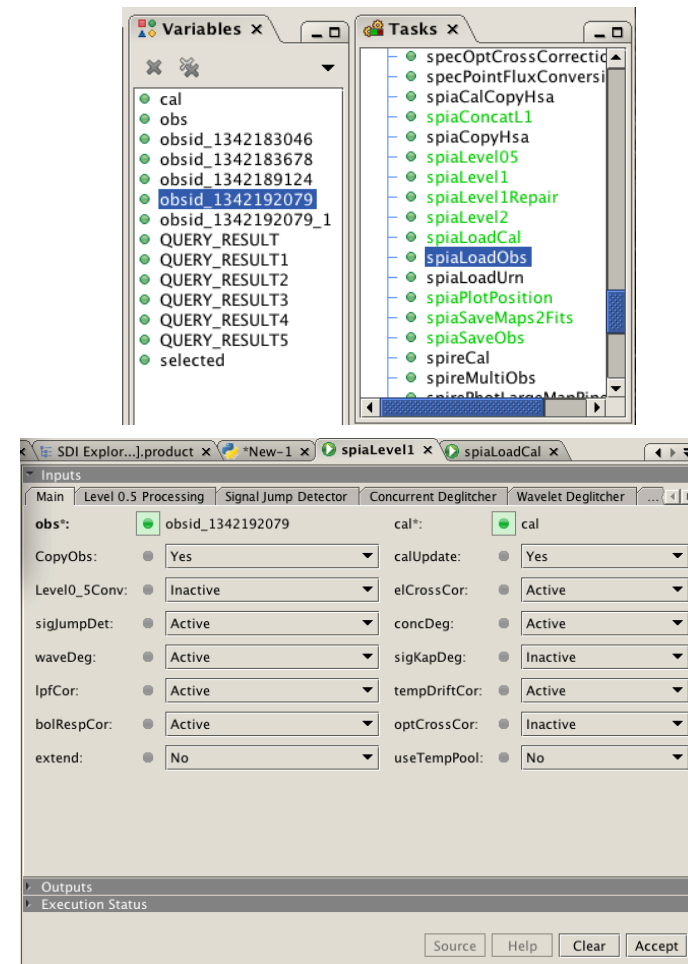 Variables ×
cal
obs
obsid_1342183046
obsid_1342183678
obsid_1342189124
obsid_1342192079
obsid_1342192079_1
QUERY_RESULT
QUERY_RESULT1
QUERY_RESULT2
QUERY_RESULT3
QUERY_RESULT4
QUERY_RESULT5
selected
Tasks ×
specOptCrossCorrectic
specPointFluxConversi
spiaCalCopyHsa
spiaConcatL1
spiaCopyHsa
spiaLevel05
spiaLevel1
spiaLevel1Repair
spiaLevel2
spiaLoadCal
spiaLoadObs
spiaLoadUrn
spiaPlotPosition
spiaSaveMaps2Fits
spiaSaveObs
spireCal
spireMultiObs
SDI Explor...].product × *New-1 × spiaLevel1 × spiaLoadCal ×
Inputs
Main Level 0.5 Processing Signal Jump Detector Concurrent Deglitcher Wavelet Deglitcher ...
obs*: obsid_1342192079 cal*: cal
CopyObs: Yes calUpdate: Yes
Level0_5Conv: Inactive elCrossCor: Active
sigJumpDet: Active concDeg: Active
waveDeg: Active sigKapDeg: Inactive
lpfCor: Active tempDriftCor: Active
bolRespCor: Active optCrossCor: Inactive
extend: No useTempPool: No
Outputs
Execution Status
Source Help Clear Accept